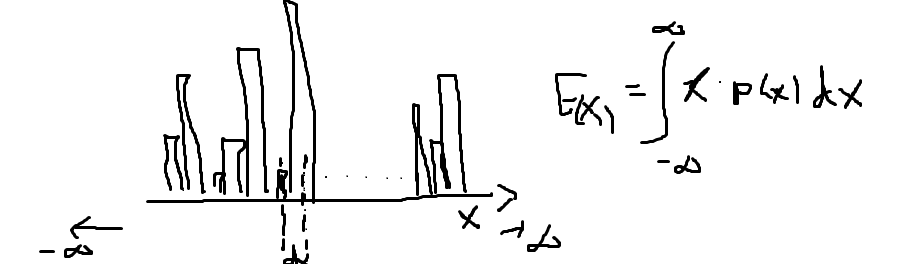 E(x) = ∫_{-∞}^{∞} x · p(x) dx
x
→ ∞
← -∞
dx